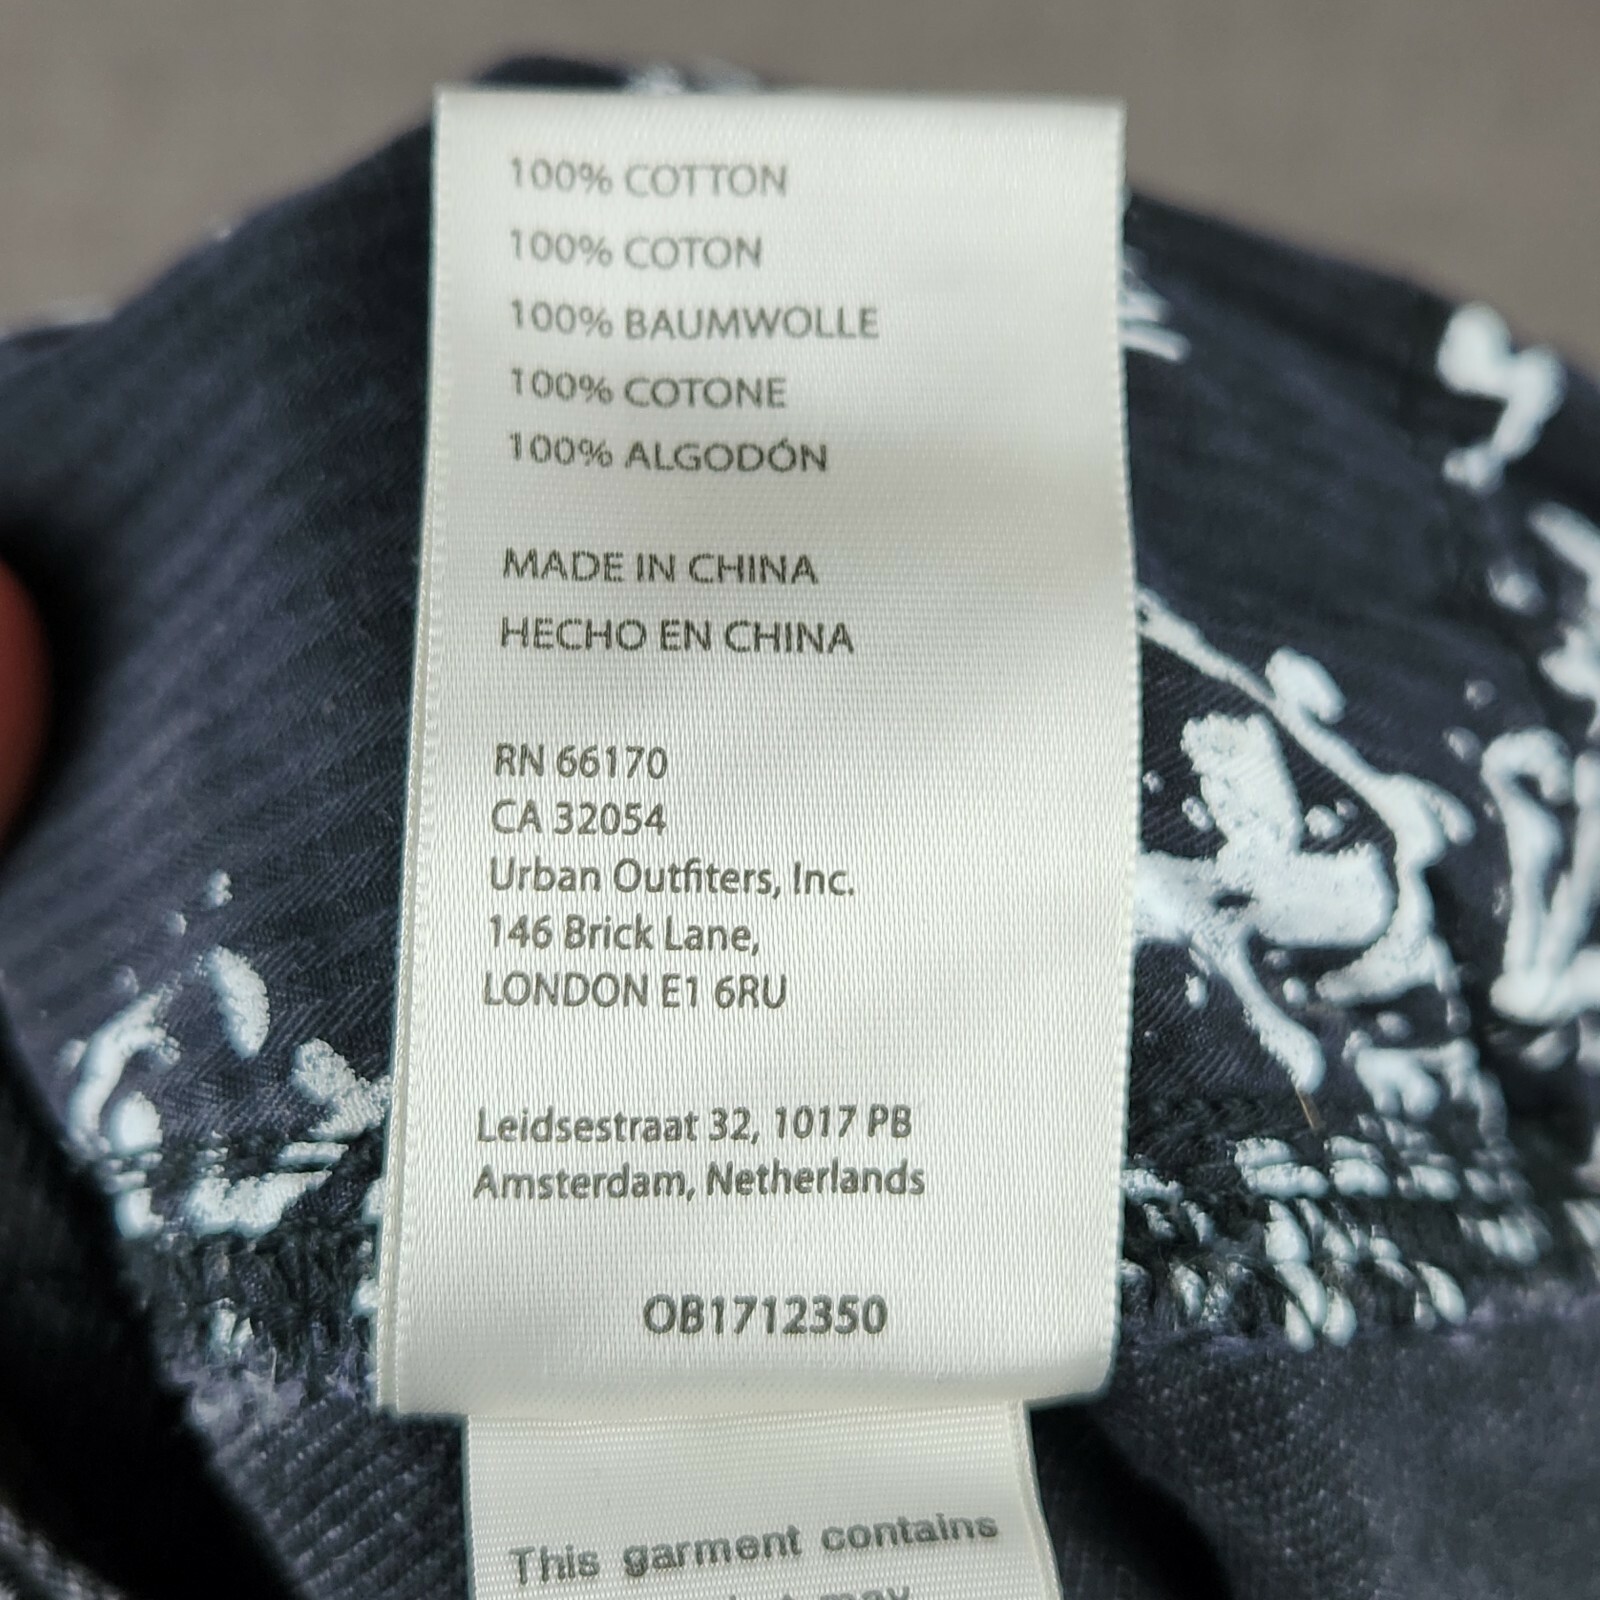 100% COTTON
100% COTON
100% BAUMWOLLE
100% COTONE
100% ALGODÓN
MADE IN CHINA
HECHO EN CHINA
RN 66170
CA 32054
Urban Outfitters, Inc.
146 Brick Lane,
LONDON E1 6RU
Leidsestraat 32, 1017 PB
Amsterdam, Netherlands
OB1712350
This garment contains
may